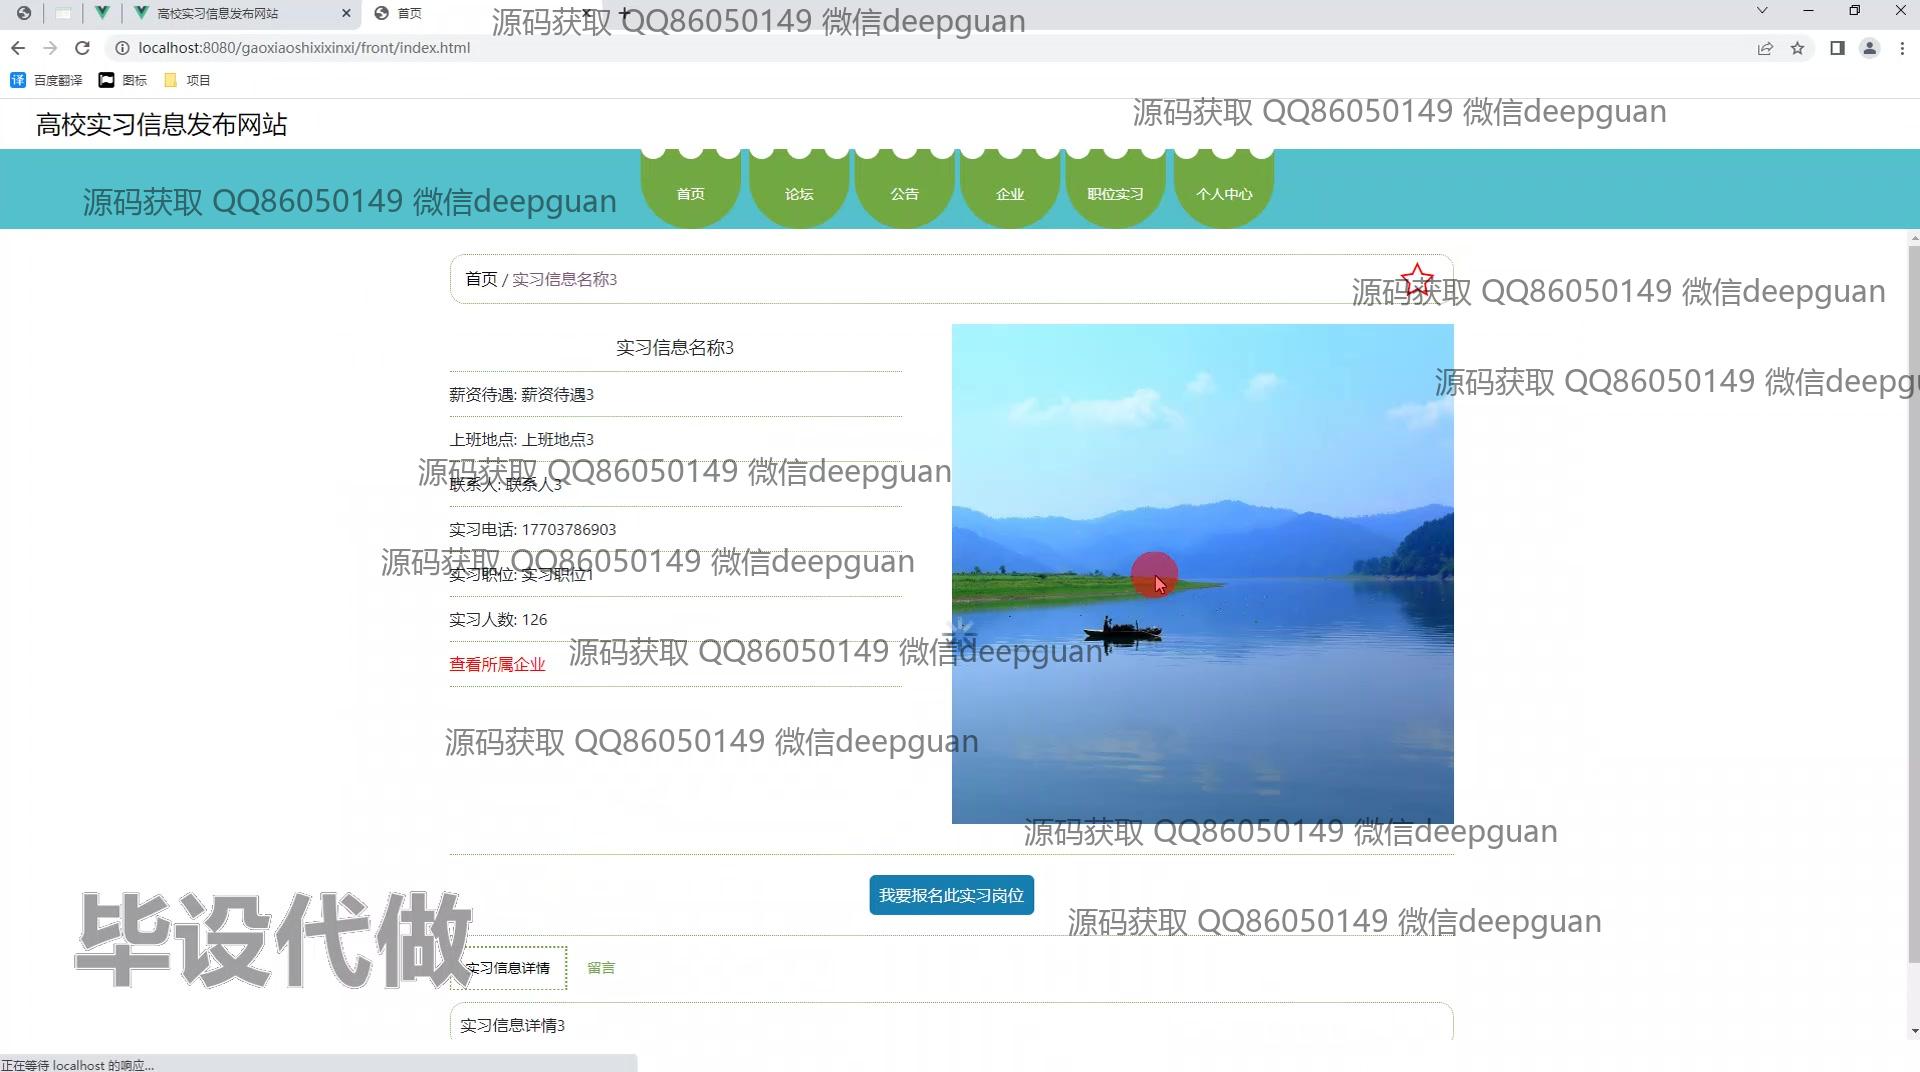 高校实习信息发布网站
首页
源码获取 QQ86050149 微信deepguan
localhost:8080/gaoxiaoshixixinxi/front/index.html
百度翻译
图标
项目
高校实习信息发布网站
源码获取 QQ86050149 微信deepguan
源码获取 QQ86050149 微信deepguan
首页
论坛
公告
企业
职位实习
个人中心
首页 / 实习信息名称3
源码获取 QQ86050149 微信deepguan
实习信息名称3
薪资待遇: 薪资待遇3
源码获取 QQ86050149 微信deepgu
上班地点: 上班地点3
源码获取 QQ86050149 微信deepguan
联系人: 联系人3
实习电话: 17703786903
源码获取 QQ86050149 微信deepguan
实习职位: 实习职位1
实习人数: 126
查看所属企业
源码获取 QQ86050149 微信deepguan
源码获取 QQ86050149 微信deepguan
源码获取 QQ86050149 微信deepguan
我要报名此实习岗位
源码获取 QQ86050149 微信deepguan
毕设代做
实习信息详情
留言
实习信息详情3
正在等待 localhost 的响应...